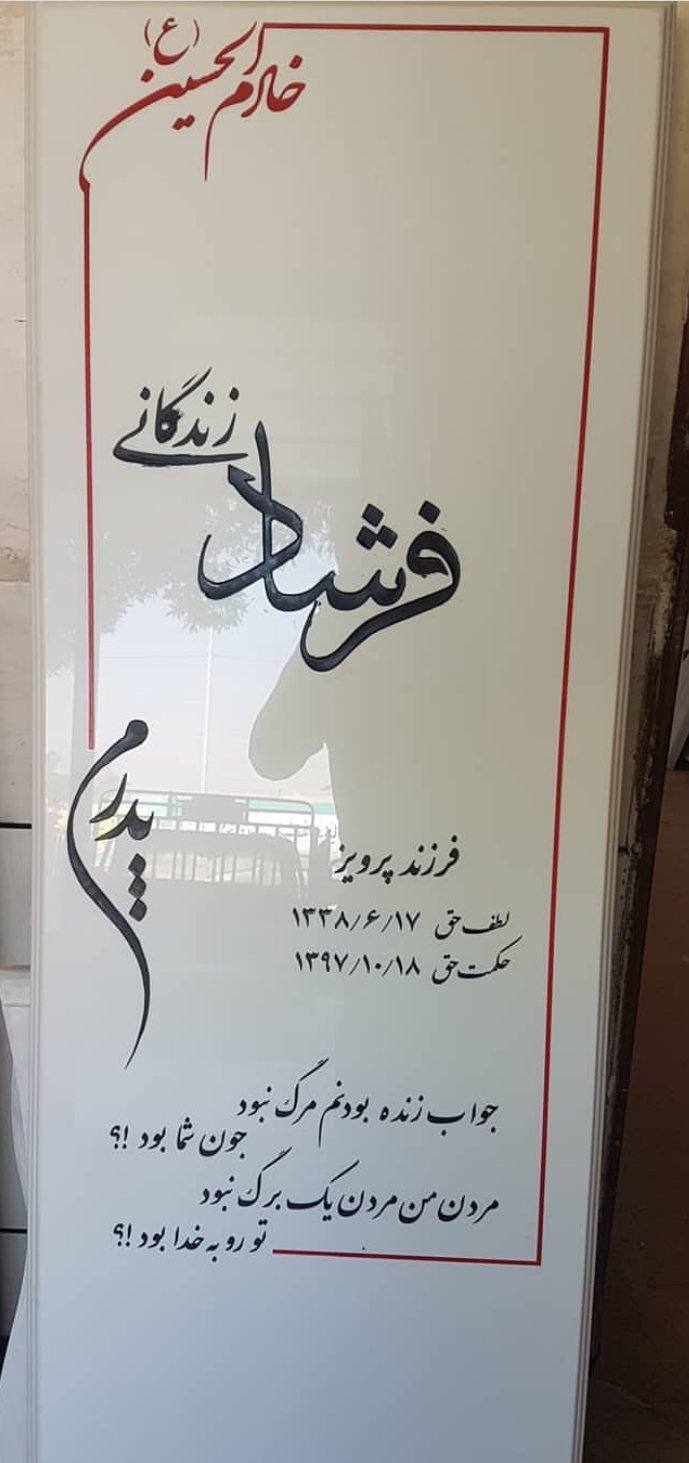 خادم الحسین (ع)
زندگانی
فرشاد
پدرم
فرزند پرویز
لطف حق ۱۳۳۸/۶/۱۷
حکمت حق ۱۳۹۷/۱۰/۱۸
جواب زنده بودنم مرگ نبود
جون شما بود !؟
مردن من مردن یک برگ نبود
تو رو به خدا بود !؟